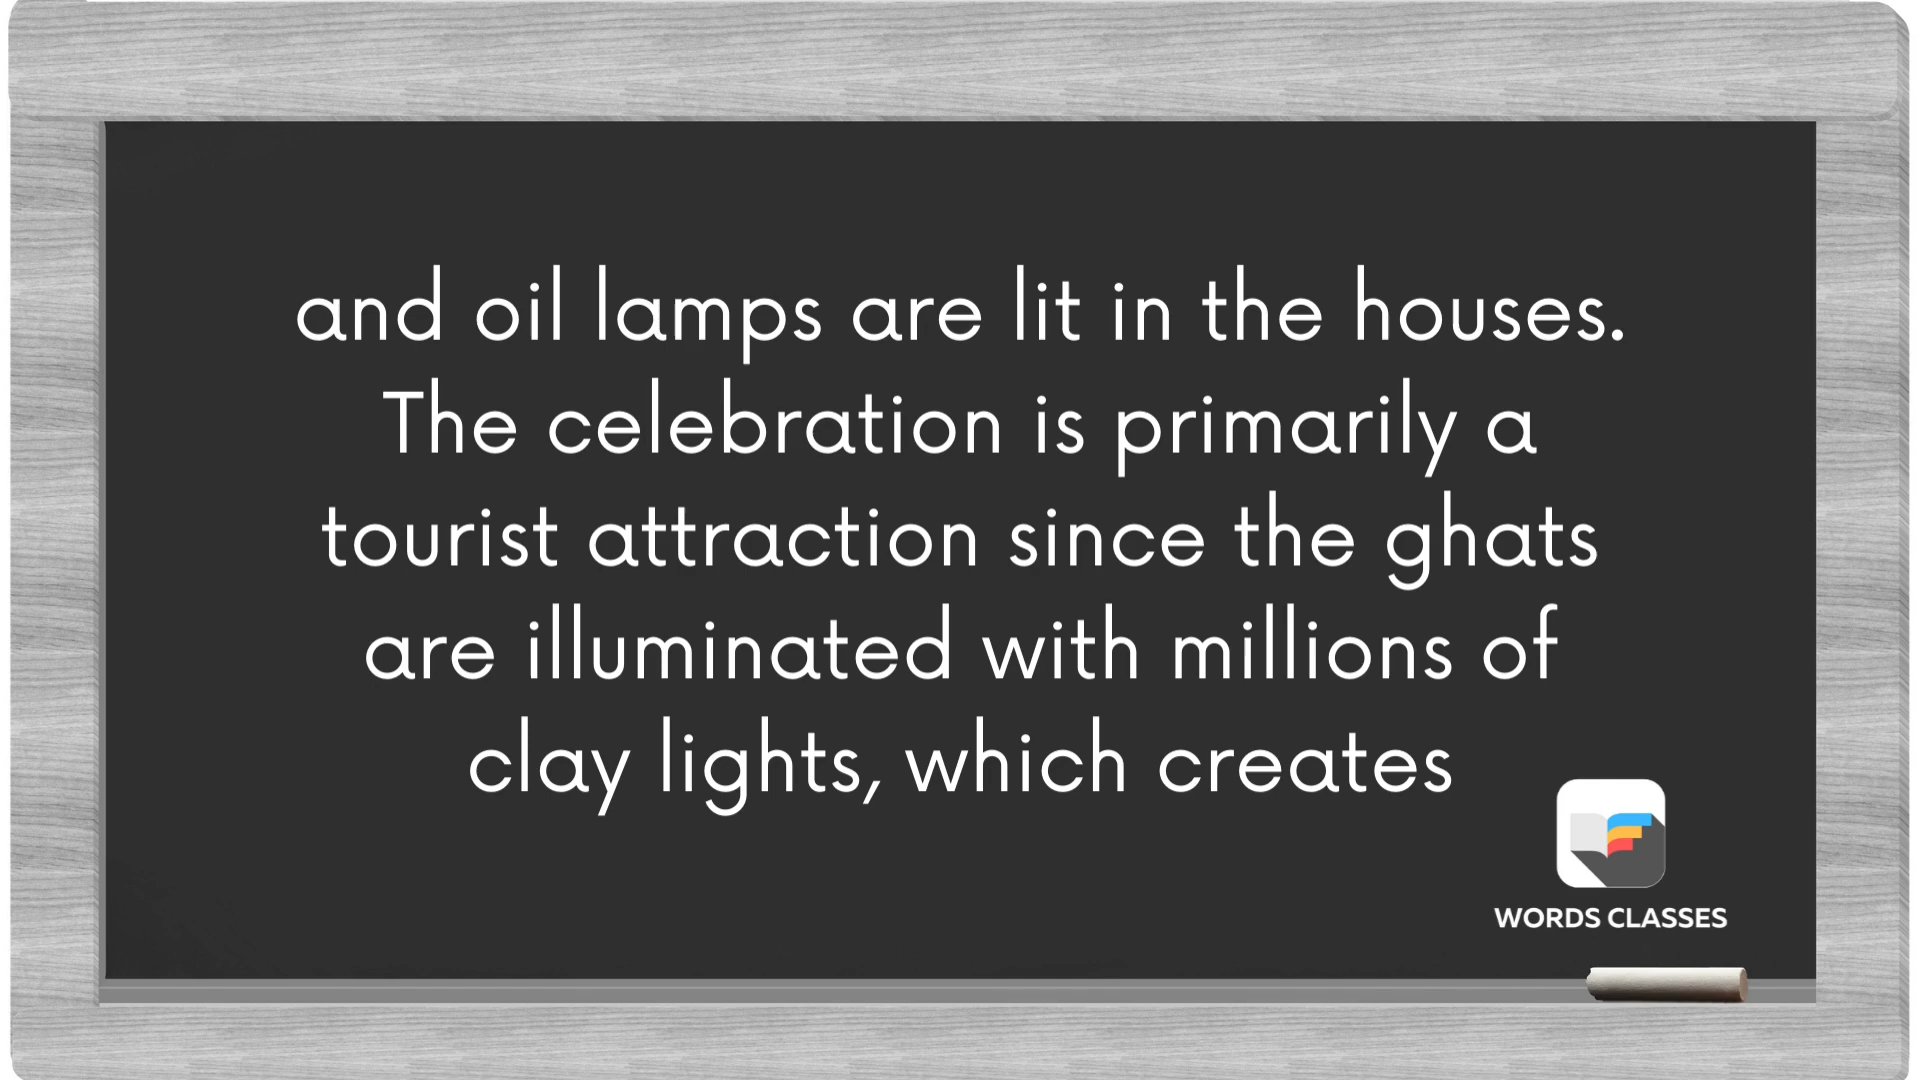 and oil lamps are lit in the houses.
The celebration is primarily a
tourist attraction since the ghats
are illuminated with millions of
clay lights, which creates
WORDS CLASSES